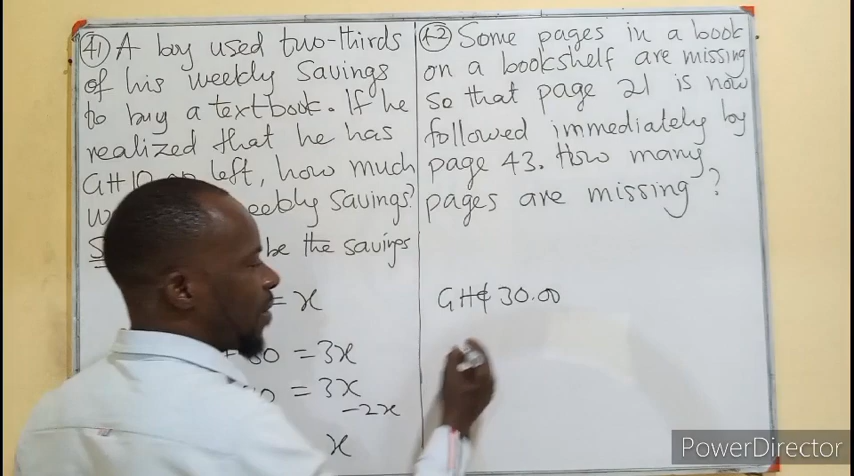 41) A boy used two-thirds
of his weekly Savings
to buy a textbook. If he
realized that he has
left, how much
Savings?
be the savings
= x
= 3x
= 3x
-2x
x
42) Some pages in a book
on a bookshelf are missing
so that page 21 is now
followed immediately by
page 43. How many
pages are missing?
GH¢ 30.00
PowerDirector